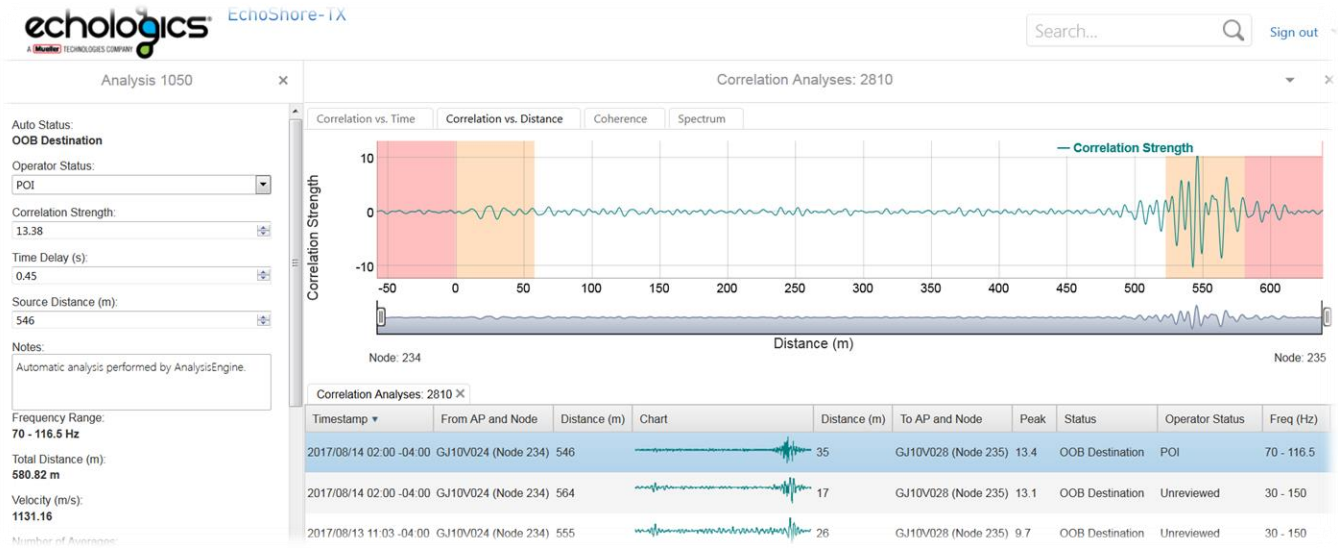 echologics
A Mueller TECHNOLOGIES COMPANY
EchoShore-TX
Search...
Sign out
Analysis 1050
Correlation Analyses: 2810
Auto Status:
OOB Destination
Operator Status:
POI
Correlation Strength:
13.38
Time Delay (s):
0.45
Source Distance (m):
546
Notes:
Automatic analysis performed by AnalysisEngine.
Frequency Range:
70 - 116.5 Hz
Total Distance (m):
580.82 m
Velocity (m/s):
1131.16
Number of Averages:
Correlation vs. Time Correlation vs. Distance Coherence Spectrum
Correlation Strength
Correlation Strength
10
0
-10
-50 0 50 100 150 200 250 300 350 400 450 500 550 600
Distance (m)
Node: 234 Node: 235
Correlation Analyses: 2810
Timestamp From AP and Node Distance (m) Chart Distance (m) To AP and Node Peak Status Operator Status Freq (Hz)
2017/08/14 02:00 -04:00 GJ10V024 (Node 234) 546 35 GJ10V028 (Node 235) 13.4 OOB Destination POI 70 - 116.5
2017/08/14 02:00 -04:00 GJ10V024 (Node 234) 564 17 GJ10V028 (Node 235) 13.1 OOB Destination Unreviewed 30 - 150
2017/08/13 11:03 -04:00 GJ10V024 (Node 234) 555 26 GJ10V028 (Node 235) 9.7 OOB Destination Unreviewed 30 - 150